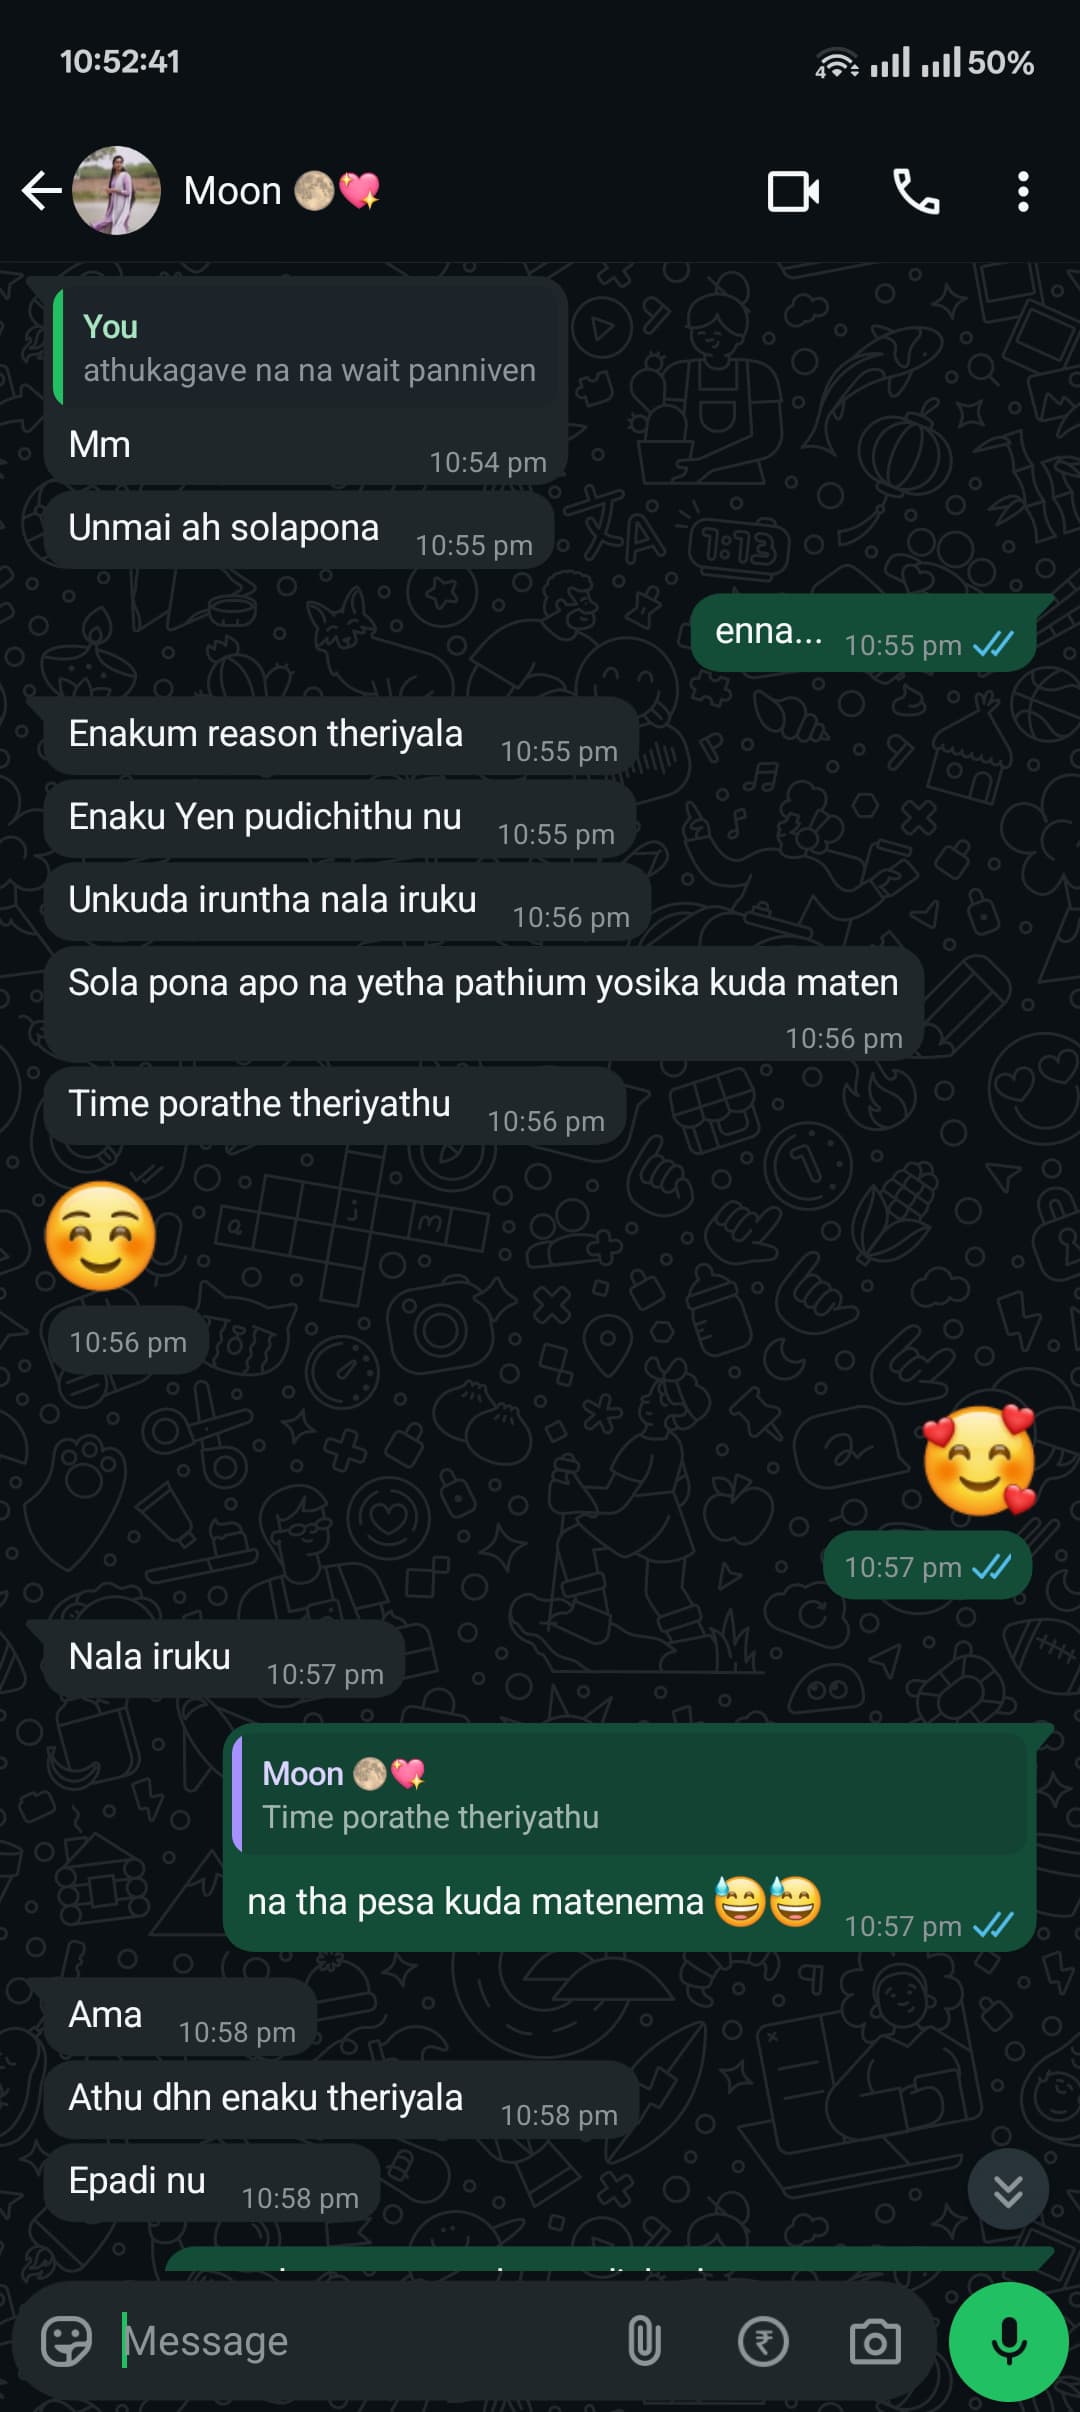 10:52:41
4 50%
Moon 🌕💖
You
athukagave na na wait panniven
Mm
10:54 pm
Unmai ah solapona 10:55 pm
enna... 10:55 pm
Enakum reason theriyala 10:55 pm
Enaku Yen pudichithu nu 10:55 pm
Unkuda iruntha nala iruku 10:56 pm
Sola pona apo na yetha pathium yosika kuda maten
10:56 pm
Time porathe theriyathu 10:56 pm
☺️
10:56 pm
🥰
10:57 pm
Nala iruku 10:57 pm
Moon 🌕💖
Time porathe theriyathu
na tha pesa kuda matenema 😅😅 10:57 pm
Ama 10:58 pm
Athu dhn enaku theriyala 10:58 pm
Epadi nu 10:58 pm
Message